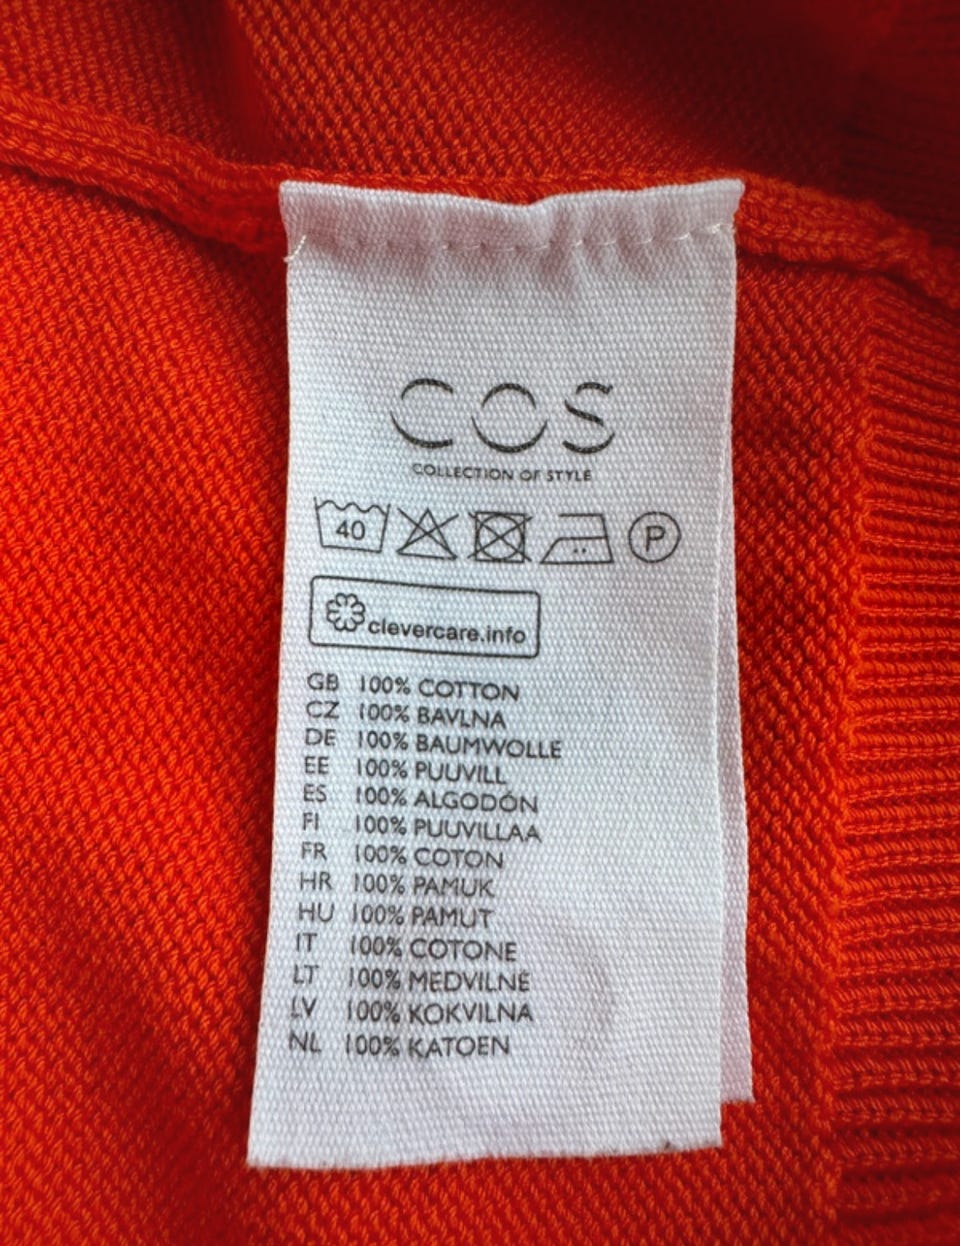 COS
COLLECTION OF STYLE
40 P
clevercare.info
GB 100% COTTON
CZ 100% BAVLNA
DE 100% BAUMWOLLE
EE 100% PUUVILL
ES 100% ALGODÓN
FI 100% PUUVILLAA
FR 100% COTON
HR 100% PAMUK
HU 100% PAMUT
IT 100% COTONE
LT 100% MEDVILNĖ
LV 100% KOKVILNA
NL 100% KATOEN